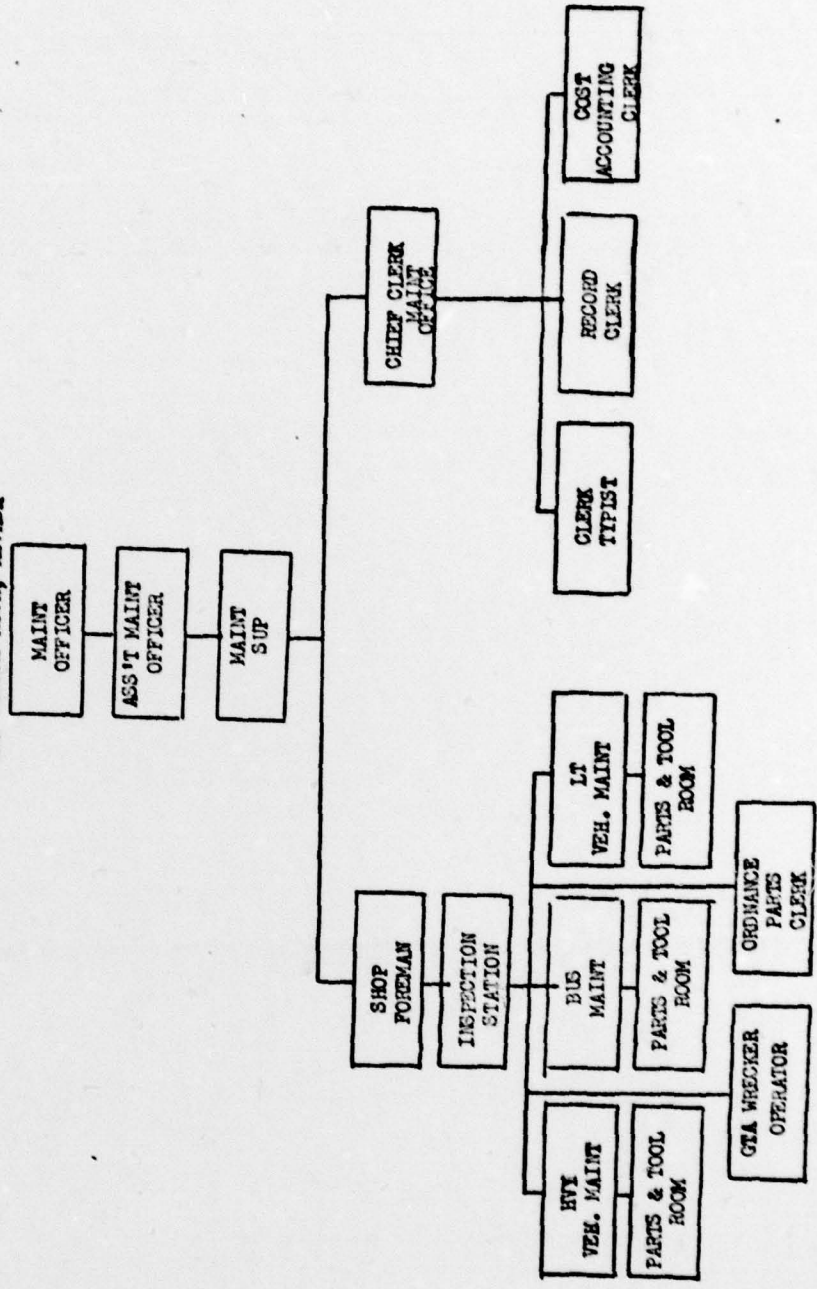 MAINT
OFFICER
ASS'T MAINT
OFFICER
MAINT
SUP
SHOP
FOREMAN
CHIEF CLERK
MAINT
OFFICE
INSPECTION
STATION
HVY
VEH. MAINT
BUS
MAINT
LT
VEH. MAINT
PARTS & TOOL
ROOM
PARTS & TOOL
ROOM
PARTS & TOOL
ROOM
GTA WRECKER
OPERATOR
ORDNANCE
PARTS
CLERK
CLERK
TYPIST
RECORD
CLERK
COST
ACCOUNTING
CLERK